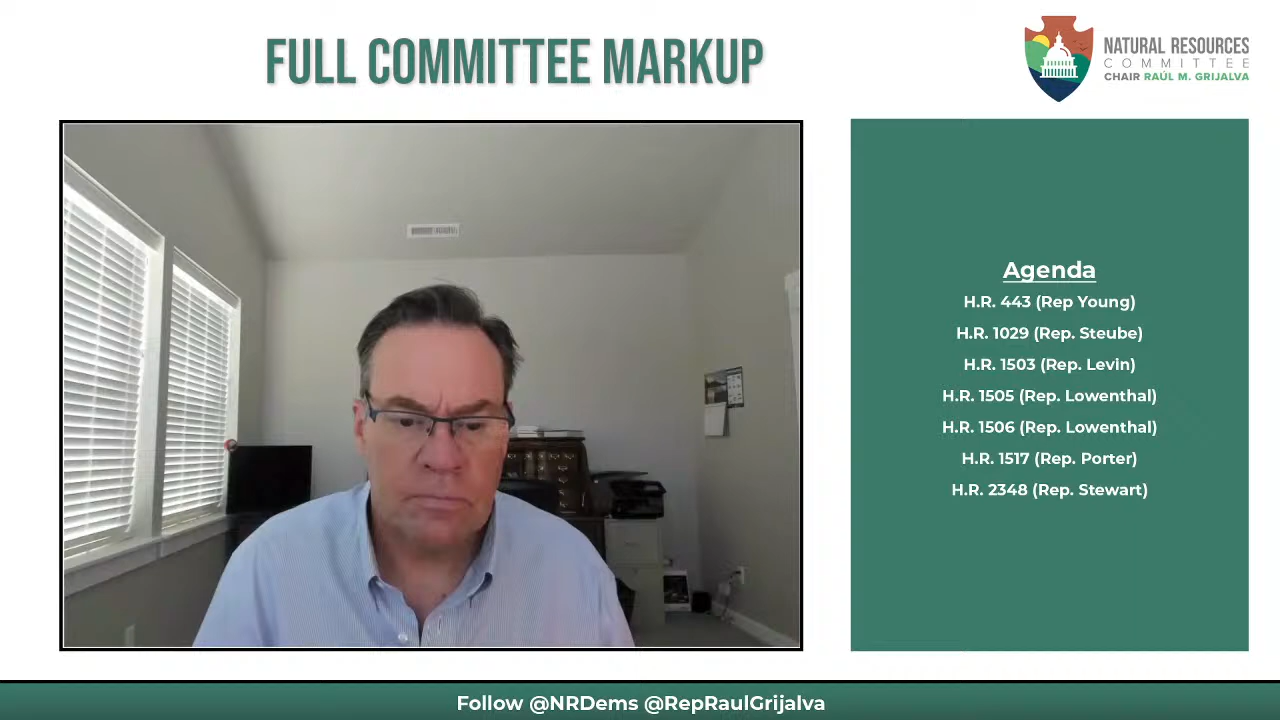 FULL COMMITTEE MARKUP
NATURAL RESOURCES
COMMITTEE
CHAIR RAÚL M. GRIJALVA
Agenda
H.R. 443 (Rep Young)
H.R. 1029 (Rep. Steube)
H.R. 1503 (Rep. Levin)
H.R. 1505 (Rep. Lowenthal)
H.R. 1506 (Rep. Lowenthal)
H.R. 1517 (Rep. Porter)
H.R. 2348 (Rep. Stewart)
Follow @NRDems @RepRaulGrijalva